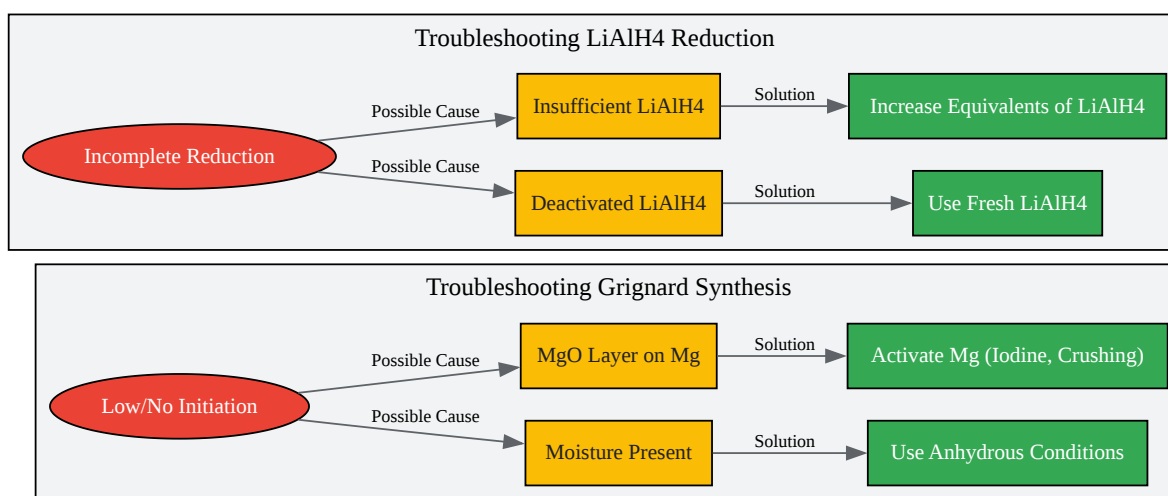 Troubleshooting LiAlH4 Reduction
Incomplete Reduction
Possible Cause
Insufficient LiAlH4
Solution
Increase Equivalents of LiAlH4
Possible Cause
Deactivated LiAlH4
Solution
Use Fresh LiAlH4
Troubleshooting Grignard Synthesis
Low/No Initiation
Possible Cause
MgO Layer on Mg
Solution
Activate Mg (Iodine, Crushing)
Possible Cause
Moisture Present
Solution
Use Anhydrous Conditions